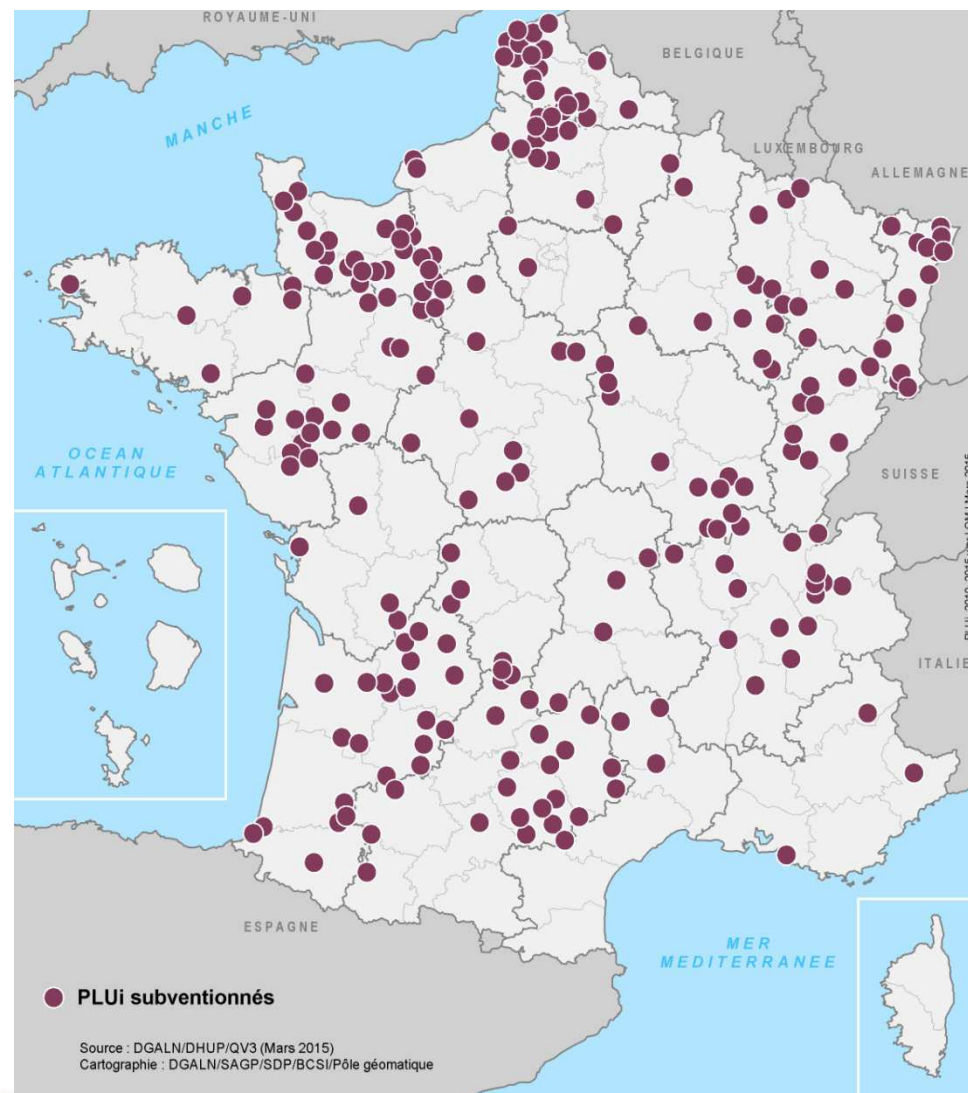 ROYAUME-UNI
BELGIQUE
MANCHE
LUXEMBOURG
ALLEMAGNE
OCEAN
ATLANTIQUE
SUISSE
ITALIE
ESPAGNE
MER
MEDITERRANEE
PLUi subventionnés
Source : DGALN/DHUP/QV3 (Mars 2015)
Cartographie : DGALN/SAGP/SDP/BCSI/Pôle géomatique